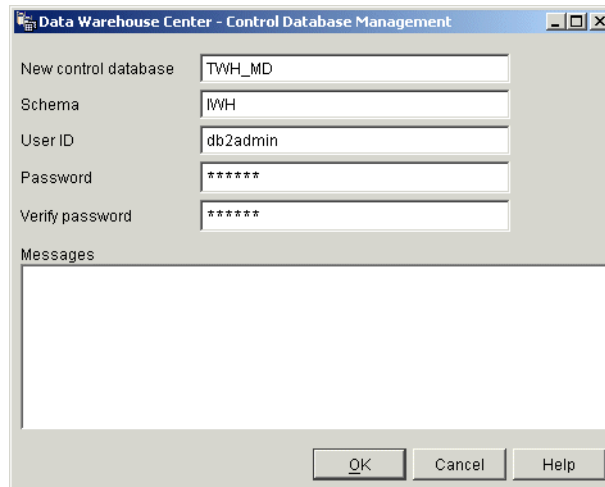 Data Warehouse Center - Control Database Management
New control database TWH_MD
Schema IWH
User ID db2admin
Password ******
Verify password ******
Messages
OK Cancel Help